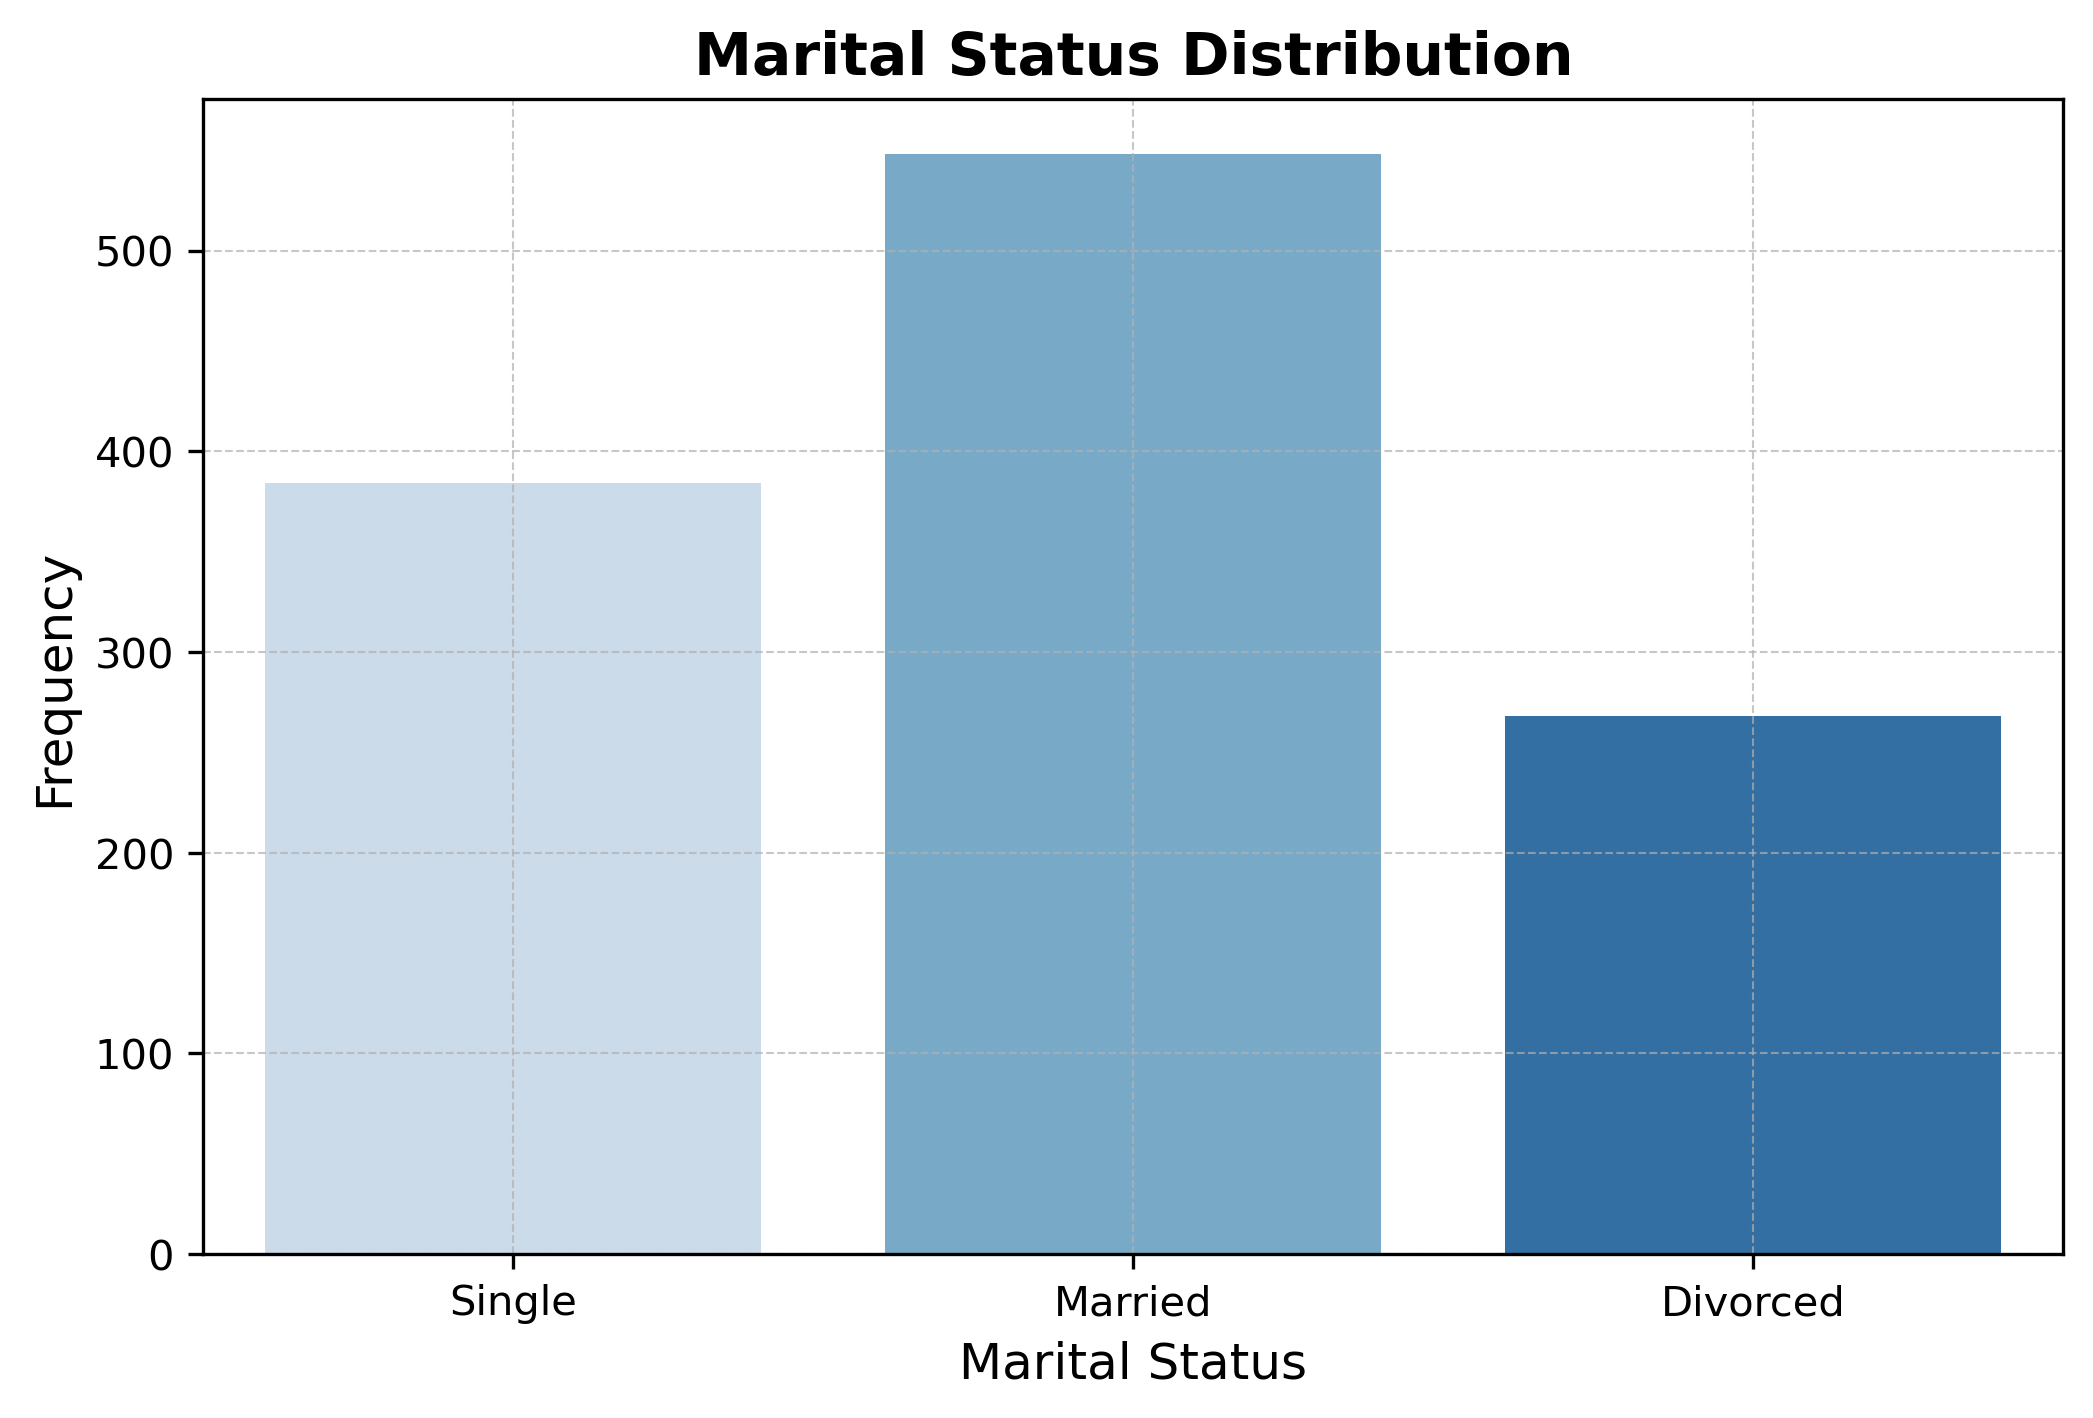 Marital Status Distribution
Frequency
500
400
300
200
100
0
Single
Married
Divorced
Marital Status